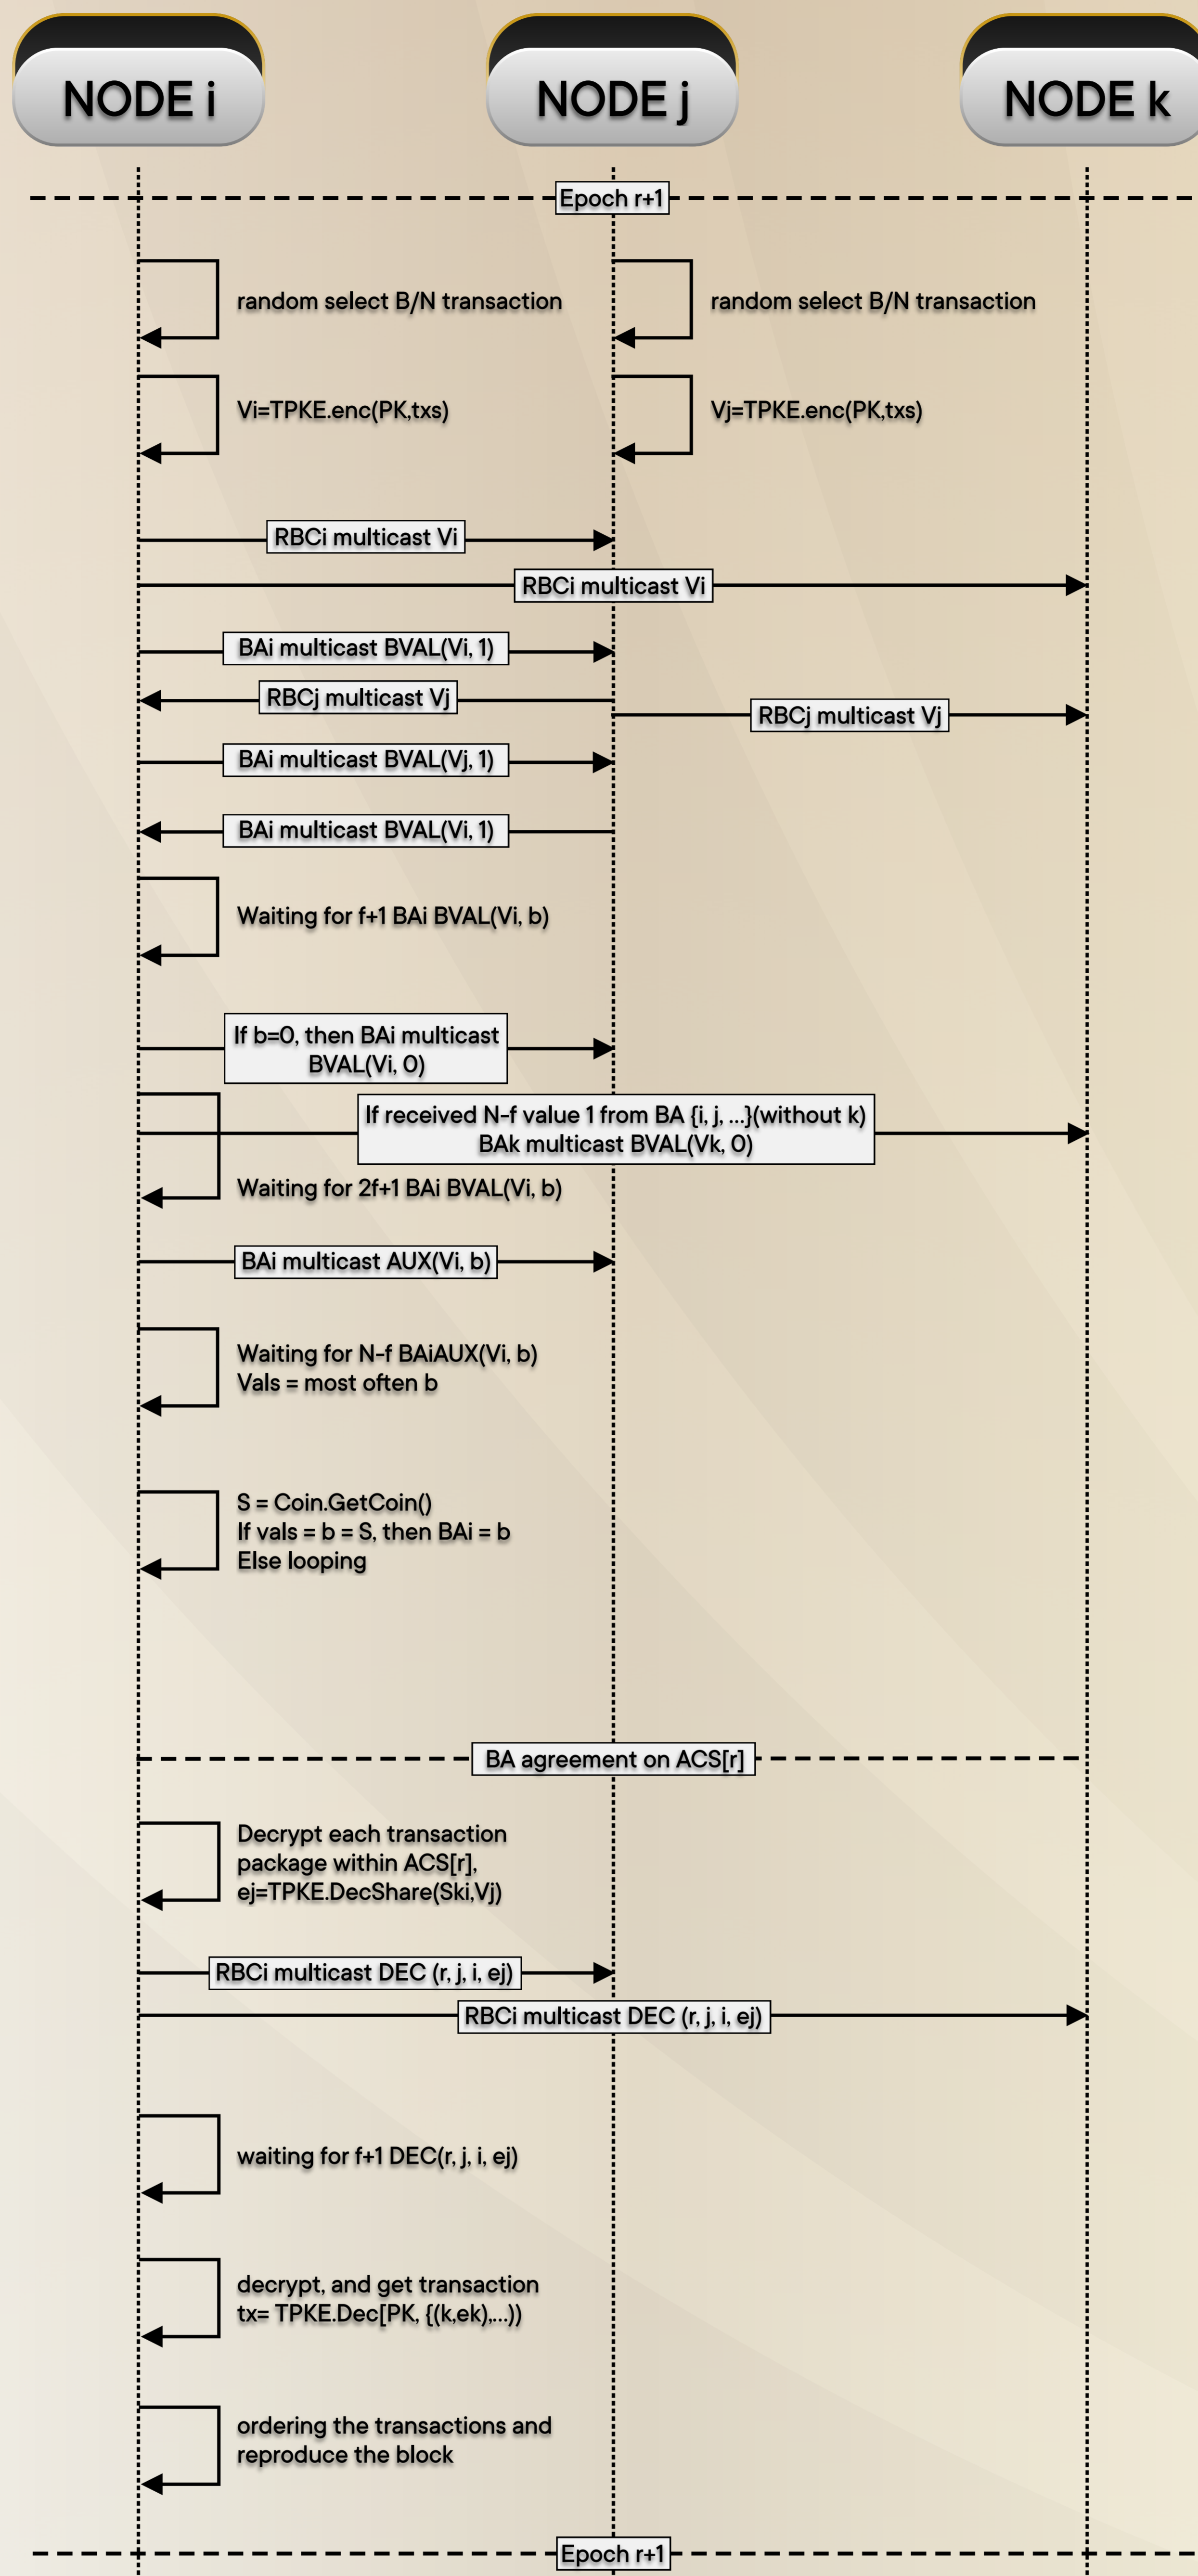 NODE i
NODE j
NODE k
Epoch r+1
random select B/N transaction
random select B/N transaction
Vi=TPKE.enc(PK,txs)
Vj=TPKE.enc(PK,txs)
RBCi multicast Vi
RBCi multicast Vi
BAi multicast BVAL(Vi, 1)
RBCj multicast Vj
RBCj multicast Vj
BAi multicast BVAL(Vj, 1)
BAi multicast BVAL(Vi, 1)
Waiting for f+1 BAi BVAL(Vi, b)
If b=0, then BAi multicast
BVAL(Vi, 0)
If received N-f value 1 from BA {i, j, ...}(without k)
BAk multicast BVAL(Vk, 0)
Waiting for 2f+1 BAi BVAL(Vi, b)
BAi multicast AUX(Vi, b)
Waiting for N-f BAiAUX(Vi, b)
Vals = most often b
S = Coin.GetCoin()
If vals = b = S, then BAi = b
Else looping
BA agreement on ACS[r]
Decrypt each transaction
package within ACS[r],
ej=TPKE.DecShare(Ski,Vj)
RBCi multicast DEC (r, j, i, ej)
RBCi multicast DEC (r, j, i, ej)
waiting for f+1 DEC(r, j, i, ej)
decrypt, and get transaction
tx= TPKE.Dec[PK, {(k,ek),...))
ordering the transactions and
reproduce the block
Epoch r+1